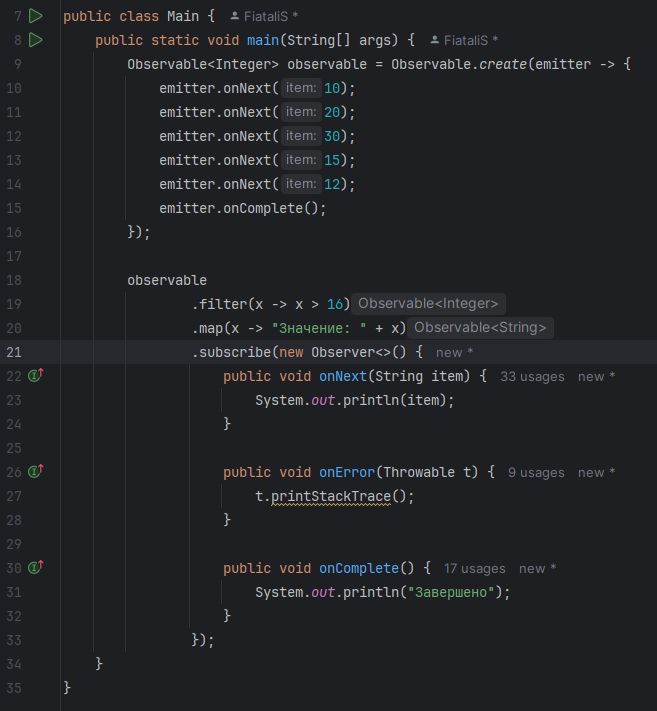 7 public class Main { FiataliS *
8 public static void main(String[] args) { FiataliS *
9 Observable<Integer> observable = Observable.create(emitter -> {
10 emitter.onNext( item: 10);
11 emitter.onNext( item: 20);
12 emitter.onNext( item: 30);
13 emitter.onNext( item: 15);
14 emitter.onNext( item: 12);
15 emitter.onComplete();
16 });
17
18 observable
19 .filter(x -> x > 16) Observable<Integer>
20 .map(x -> "Значение: " + x) Observable<String>
21 .subscribe(new Observer<>() { new *
22 public void onNext(String item) { 33 usages new *
23 System.out.println(item);
24 }
25
26 public void onError(Throwable t) { 9 usages new *
27 t.printStackTrace();
28 }
29
30 public void onComplete() { 17 usages new *
31 System.out.println("Завершено");
32 }
33 });
34 }
35 }